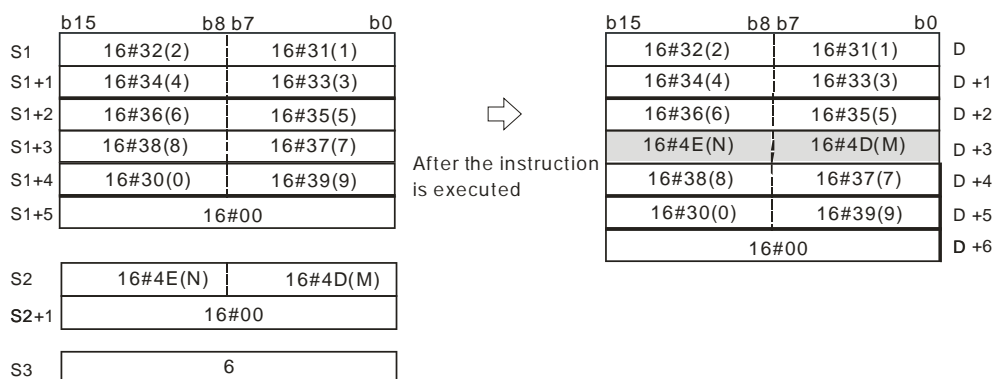 b15 b8 b7 b0
S1 16#32(2) 16#31(1)
S1+1 16#34(4) 16#33(3)
S1+2 16#36(6) 16#35(5)
S1+3 16#38(8) 16#37(7)
S1+4 16#30(0) 16#39(9)
S1+5 16#00
S2 16#4E(N) 16#4D(M)
S2+1 16#00
S3 6
After the instruction
is executed
b15 b8 b7 b0
16#32(2) 16#31(1) D
16#34(4) 16#33(3) D +1
16#36(6) 16#35(5) D +2
16#4E(N) 16#4D(M) D +3
16#38(8) 16#37(7) D +4
16#30(0) 16#39(9) D +5
16#00 D +6